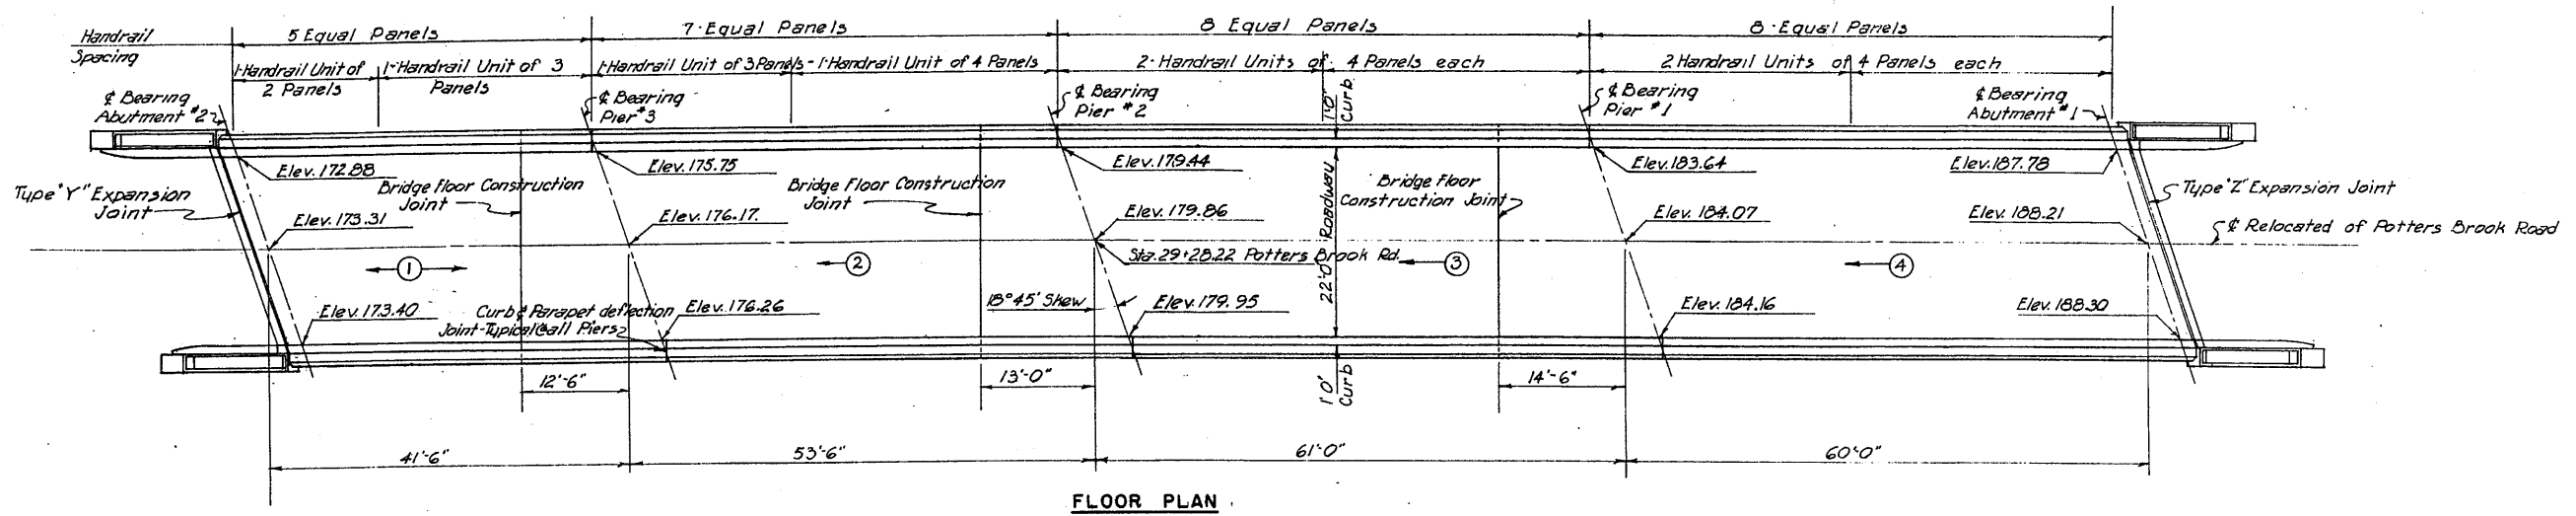 Handrail
Spacing
5 Equal Panels
7-Equal Panels
8 Equal Panels
8-Equal Panels
1-Handrail Unit of
2 Panels
1-Handrail Unit of 3
Panels
1-Handrail Unit of 3 Panels-1-Handrail Unit of 4 Panels
2-Handrail Units of 4 Panels each
2 Handrail Units of 4 Panels each
℄ Bearing
Abutment #2
℄ Bearing
Pier #3
℄ Bearing
Pier #2
1'0"
Curb
℄ Bearing
Pier #1
℄ Bearing
Abutment #1
Elev. 172.88
Elev. 175.75
Elev. 179.44
Elev. 183.64
Elev. 187.78
Type "Y" Expansion
Joint
Bridge Floor Construction
Joint
Bridge Floor Construction
Joint
Bridge Floor
Construction Joint
Type "Z" Expansion Joint
Elev. 173.31
Elev. 176.17.
Elev. 179.86
Elev. 184.07
Elev. 188.21
℄ Relocated of Potters Brook Road
Sta. 29+28.22 Potters Brook Rd.
22'0 Roadway
1
2
3
4
Elev. 173.40
Curb & Parapet deflection
Joint-Typical @ all Piers
Elev. 176.26
18°45' Skew
Elev. 179.95
Elev. 184.16
Elev. 188.30
12'-6"
13'-0"
1'0"
Curb
14'-6"
41'-6"
53'-6"
61'-0"
60'-0"
FLOOR PLAN